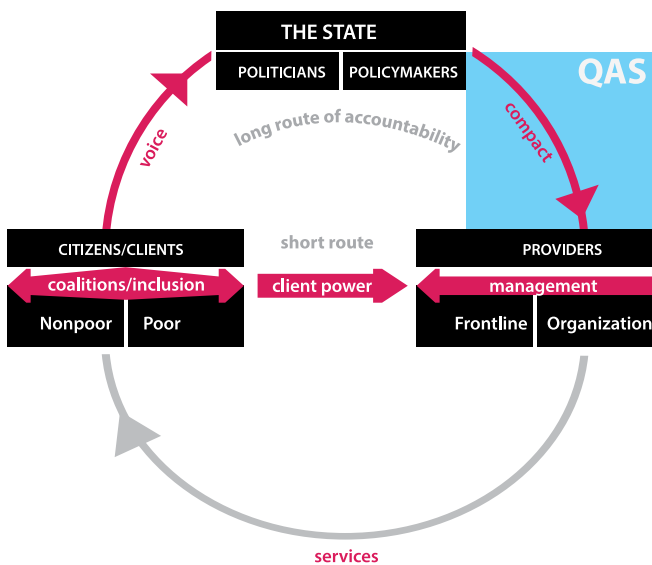 THE STATE
POLITICIANS
POLICYMAKERS
QAS
long route of accountability
voice
compact
CITIZENS/CLIENTS
short route
PROVIDERS
coalitions/inclusion
client power
management
Nonpoor
Poor
Frontline
Organization
services